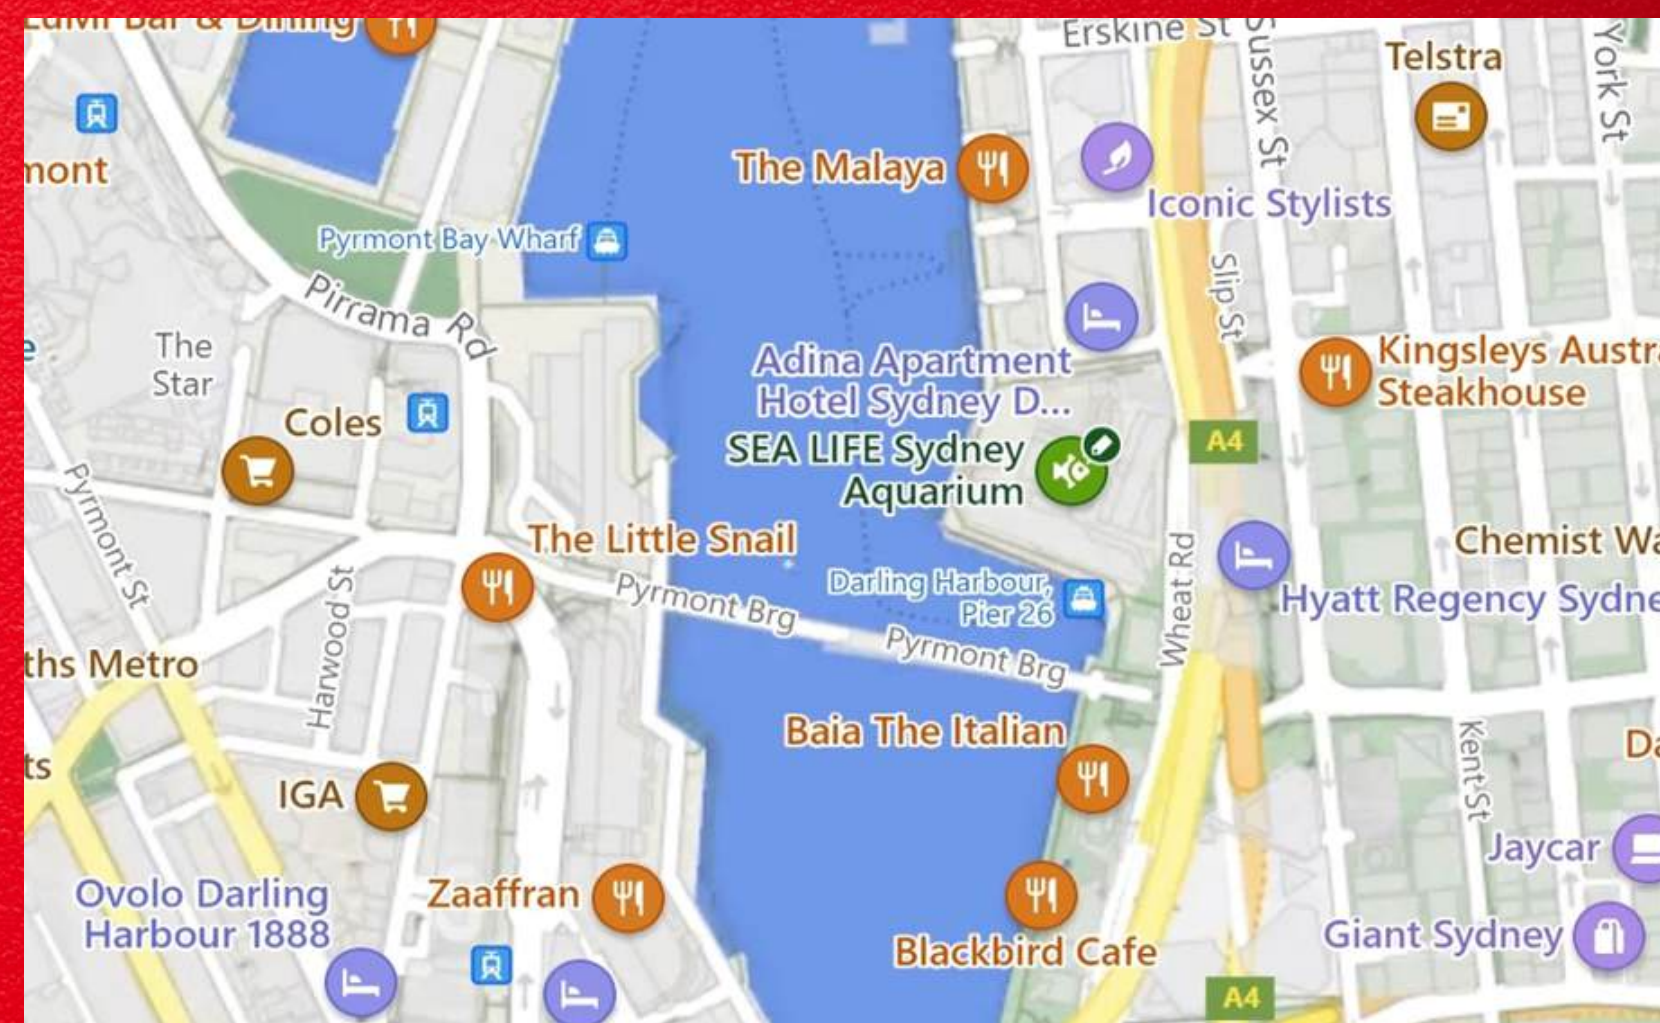 Erskine St
Sussex St
York St
Telstra
The Malaya
mont
Iconic Stylists
Pyrmont Bay Wharf
Pirrama Rd
Slip St
The
Star
Adina Apartment
Hotel Sydney D...
Kingsleys Austra
Steakhouse
Coles
SEA LIFE Sydney
Aquarium
A4
Pyrmont St
The Little Snail
Chemist Wa
Wheat Rd
Darling Harbour,
Pier 26
Pyrmont Brg
Hyatt Regency Sydne
Harwood St
Pyrmont Brg
ths Metro
Baia The Italian
Kent St
Da
ts
IGA
Jaycar
Ovolo Darling
Harbour 1888
Zaaffran
Giant Sydney
Blackbird Cafe
A4